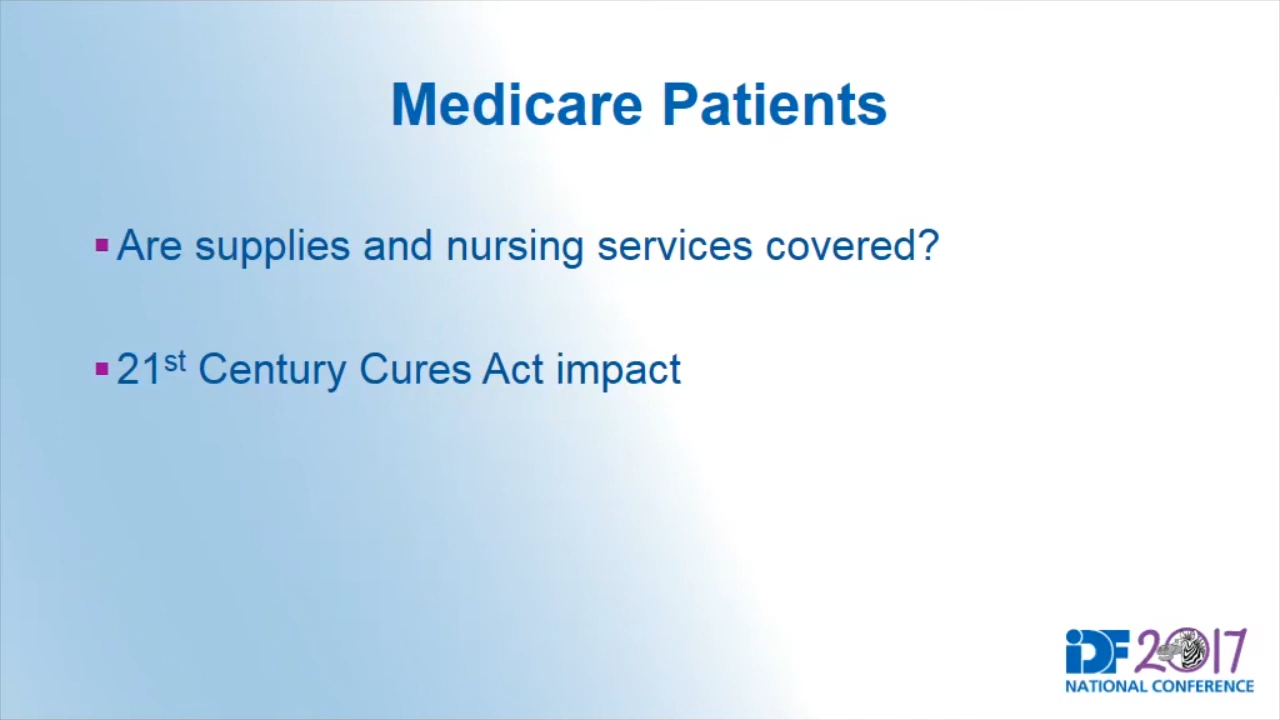 Medicare Patients
▪ Are supplies and nursing services covered?
▪ 21st Century Cures Act impact
iDF 2017
NATIONAL CONFERENCE